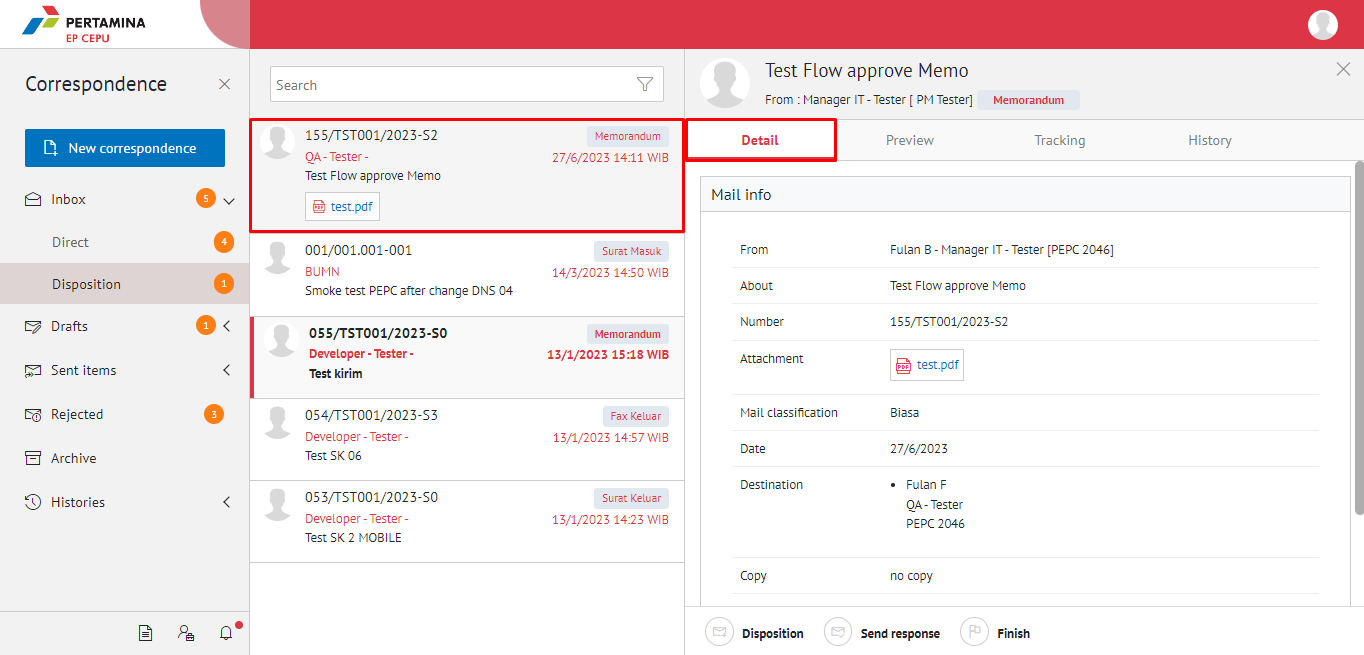 PERTAMINA
EP CEPU
Correspondence
New correspondence
Inbox 5
Direct 4
Disposition 1
Drafts 1
Sent items
Rejected 3
Archive
Histories
Search
155/TST001/2023-S2 Memorandum
QA - Tester - 27/6/2023 14:11 WIB
Test Flow approve Memo
PDF test.pdf
001/001.001-001 Surat Masuk
BUMN 14/3/2023 14:50 WIB
Smoke test PEPC after change DNS 04
055/TST001/2023-S0 Memorandum
Developer - Tester - 13/1/2023 15:18 WIB
Test kirim
054/TST001/2023-S3 Fax Keluar
Developer - Tester - 13/1/2023 14:57 WIB
Test SK 06
053/TST001/2023-S0 Surat Keluar
Developer - Tester - 13/1/2023 14:23 WIB
Test SK 2 MOBILE
Test Flow approve Memo
From : Manager IT - Tester [ PM Tester] Memorandum
Detail Preview Tracking History
Mail info
From Fulan B - Manager IT - Tester [PEPC 2046]
About Test Flow approve Memo
Number 155/TST001/2023-S2
Attachment PDF test.pdf
Mail classification Biasa
Date 27/6/2023
Destination • Fulan F
QA - Tester
PEPC 2046
Copy no copy
Disposition Send response Finish